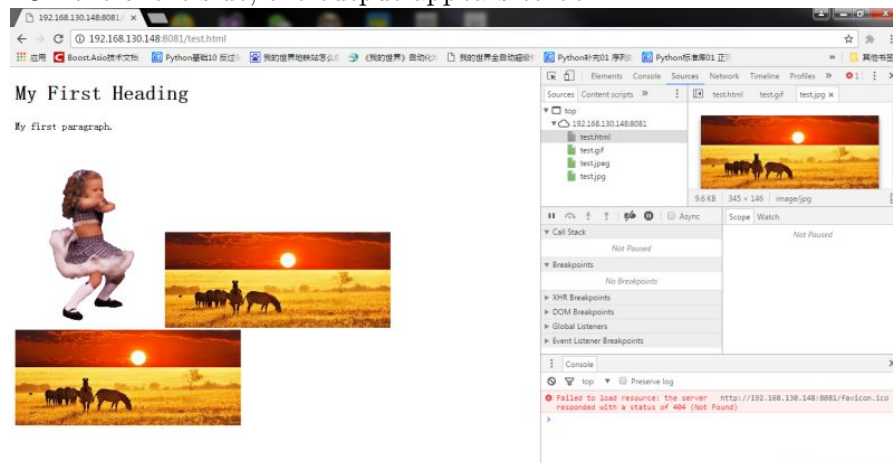 192.168.130.148:8081/
192.168.130.148:8081/test.html
应用 Boost.Asio技术文档 Python基础10 反过 我的世界地铁站怎么 《我的世界》自动化 我的世界全自动超级 Python补充01 序列 Python标准库01 正 » 其他书签
Elements Console Sources Network Timeline Profiles » 1
Sources Content scripts » test.html test.gif test.jpg ×
My First Heading
top
192.168.130.148:8081
My first paragraph.
test.html
test.gif
test.jpeg
test.jpg
9.6 KB 345 × 146 image/jpg
Async Scope Watch
Call Stack Not Paused
Not Paused
Breakpoints
No Breakpoints
XHR Breakpoints
DOM Breakpoints
Global Listeners
Event Listener Breakpoints
Console
top Preserve log
Failed to load resource: the server http://192.168.130.148:8081/favicon.ico
responded with a status of 404 (Not Found)